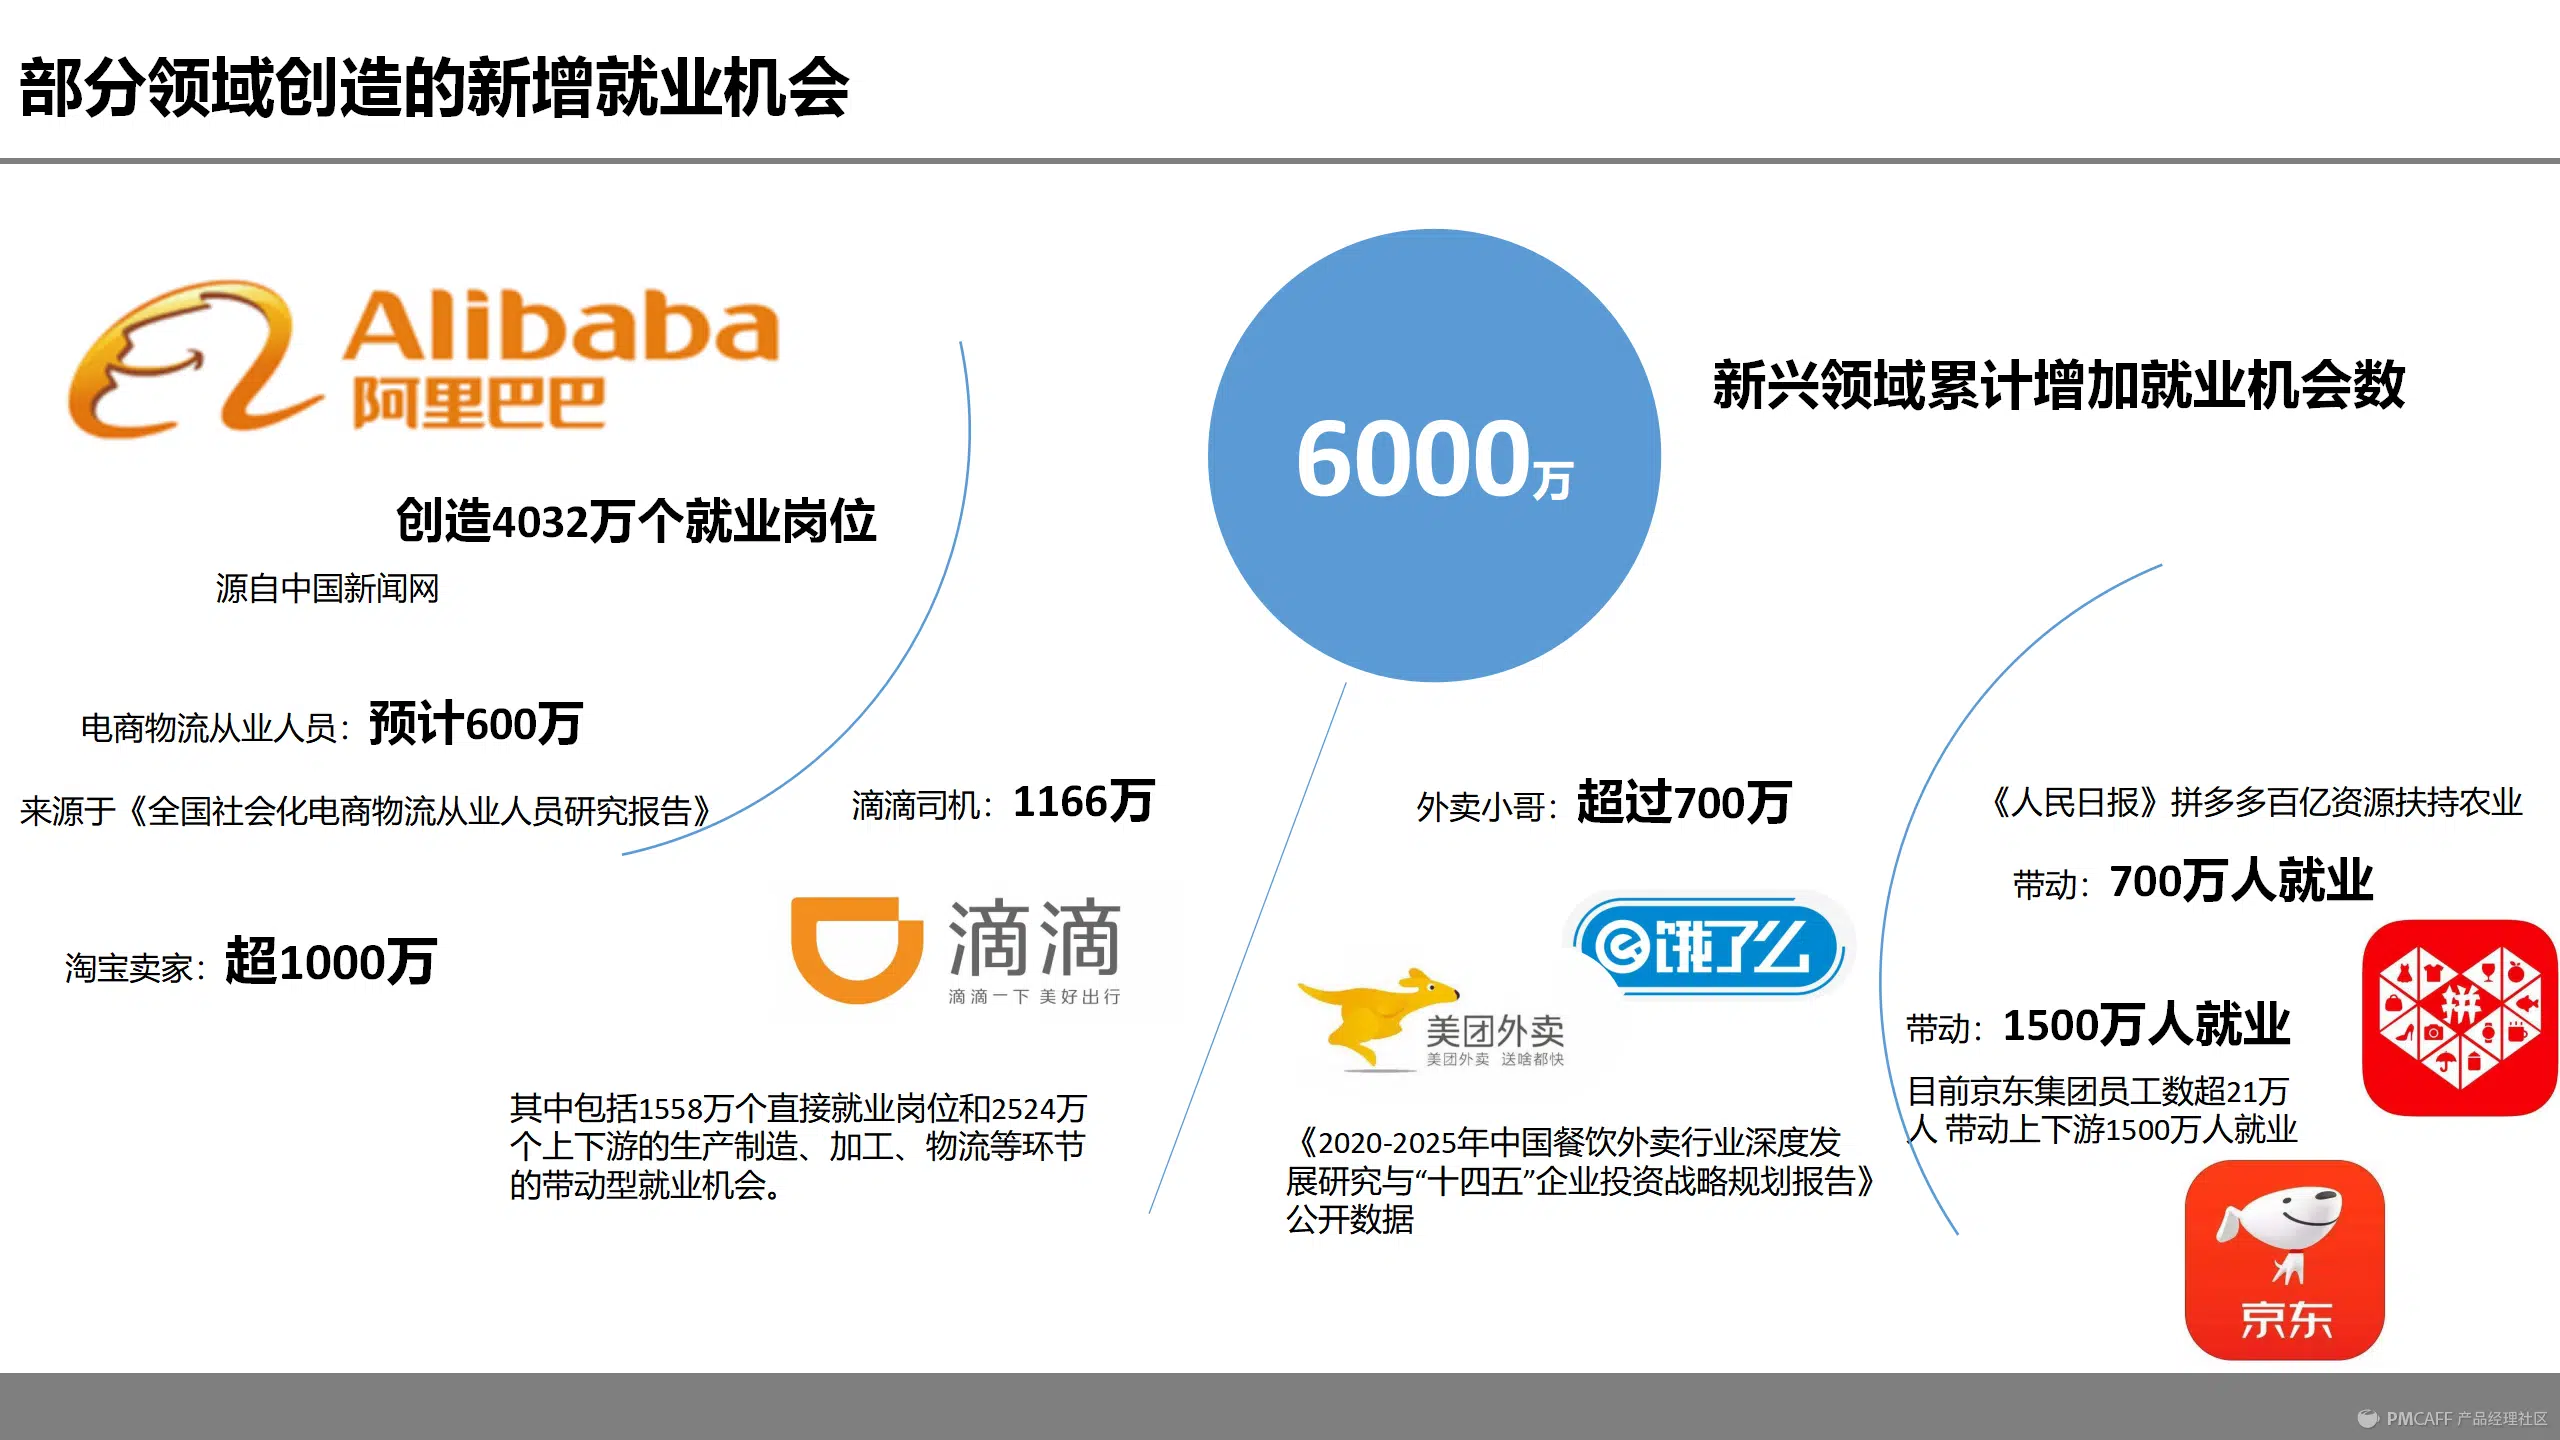 部分领域创造的新增就业机会
Alibaba
阿里巴巴
创造4032万个就业岗位
源自中国新闻网
6000万
新兴领域累计增加就业机会数
电商物流从业人员：预计600万
来源于《全国社会化电商物流从业人员研究报告》
淘宝卖家：超1000万
滴滴司机：1166万
滴滴
滴滴一下 美好出行
其中包括1558万个直接就业岗位和2524万
个上下游的生产制造、加工、物流等环节
的带动型就业机会。
外卖小哥：超过700万
饿了么
美团外卖
美团外卖 送啥都快
《2020-2025年中国餐饮外卖行业深度发
展研究与“十四五”企业投资战略规划报告》
公开数据
《人民日报》拼多多百亿资源扶持农业
带动：700万人就业
拼
带动：1500万人就业
目前京东集团员工数超21万
人 带动上下游1500万人就业
京东
PMCAFF 产品经理社区